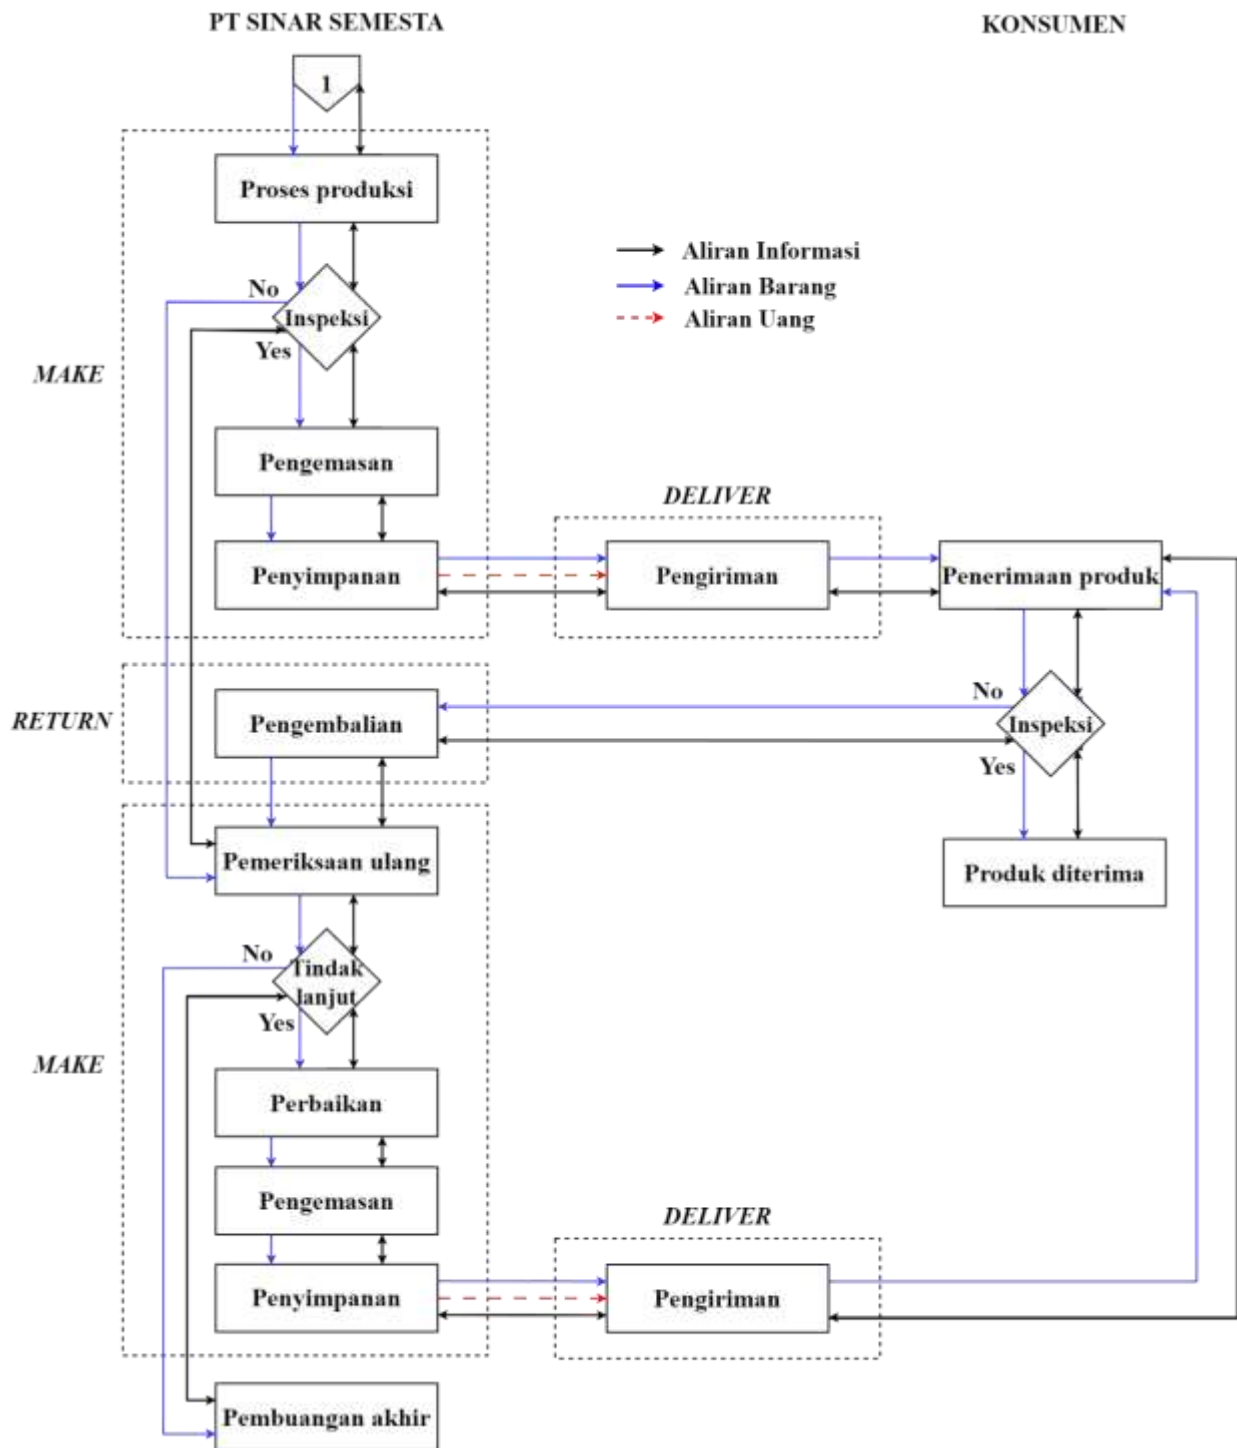 PT SINAR SEMESTA
KONSUMEN
1
Proses produksi
Aliran Informasi
Aliran Barang
Aliran Uang
No
Inspeksi
Yes
MAKE
Pengemasan
DELIVER
Penyimpanan
Pengiriman
Penerimaan produk
RETURN
Pengembalian
No
Inspeksi
Yes
Pemeriksaan ulang
Produk diterima
No
Tindak
lanjut
Yes
MAKE
Perbaikan
Pengemasan
DELIVER
Penyimpanan
Pengiriman
Pembuangan akhir